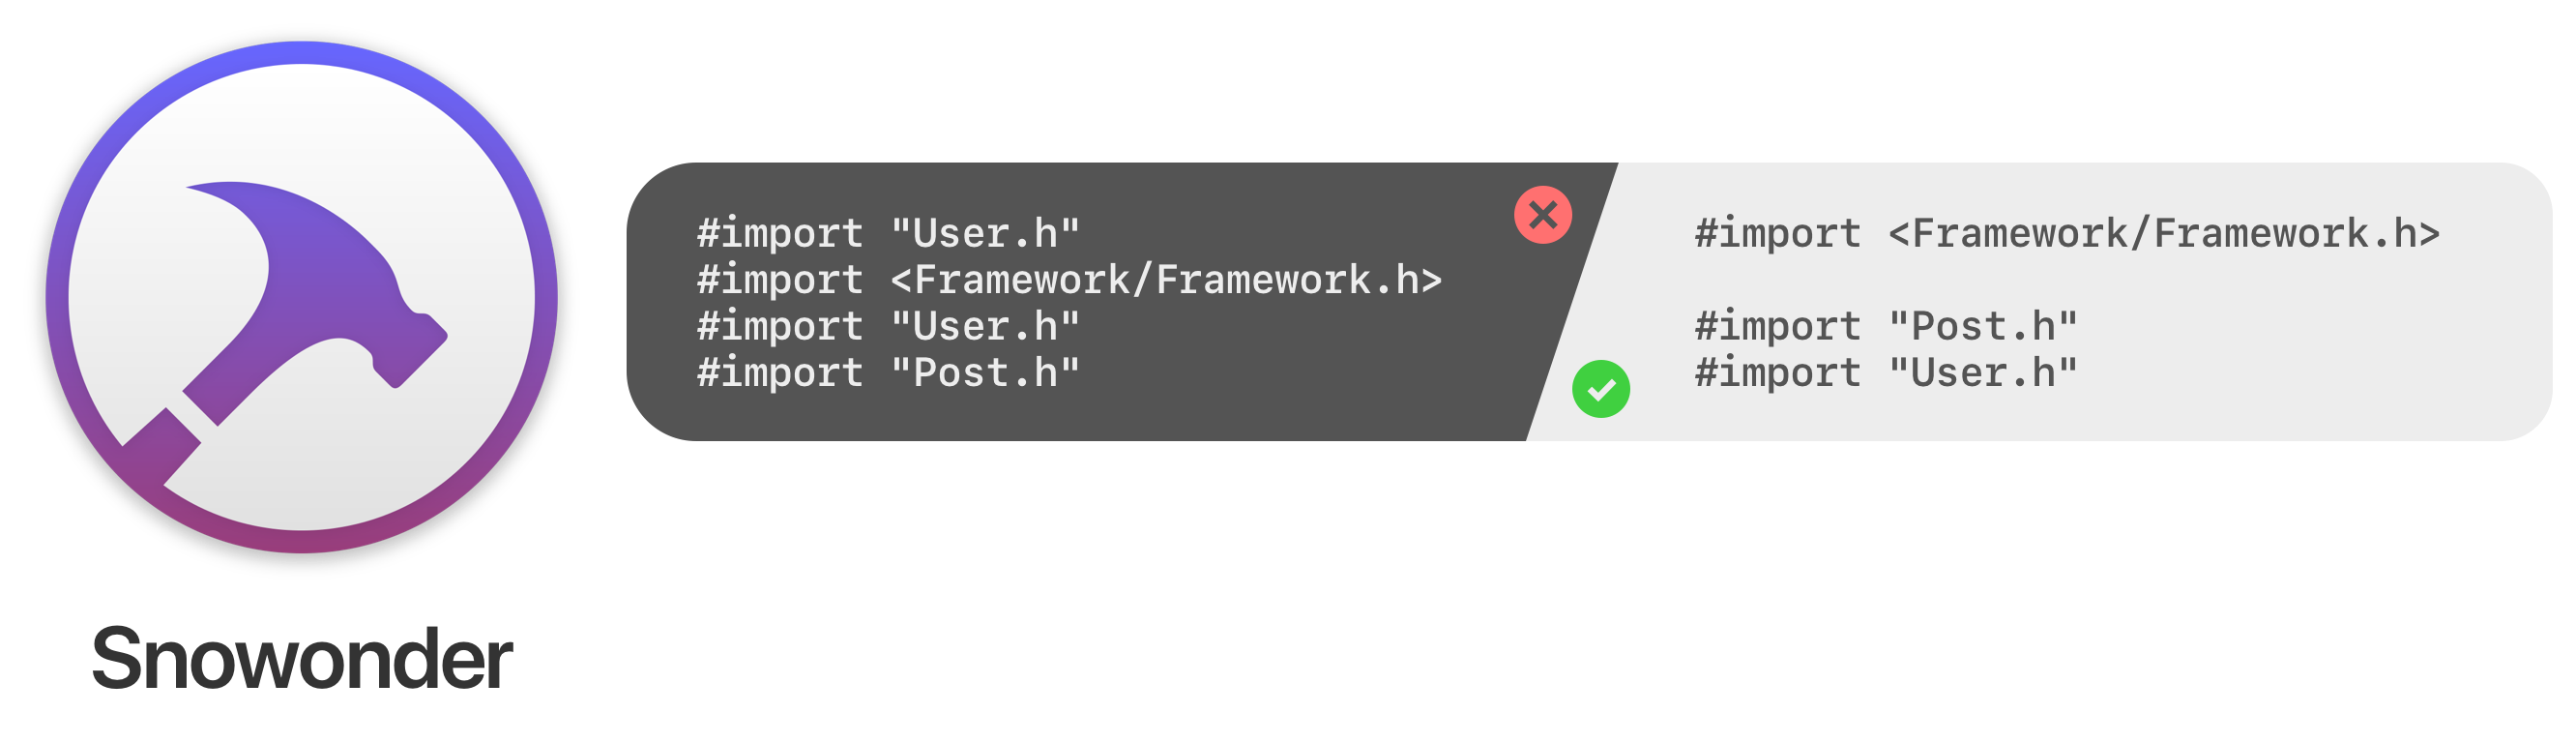 #import "User.h"
#import <Framework/Framework.h>
#import "User.h"
#import "Post.h"
#import <Framework/Framework.h>
#import "Post.h"
#import "User.h"
Snowonder